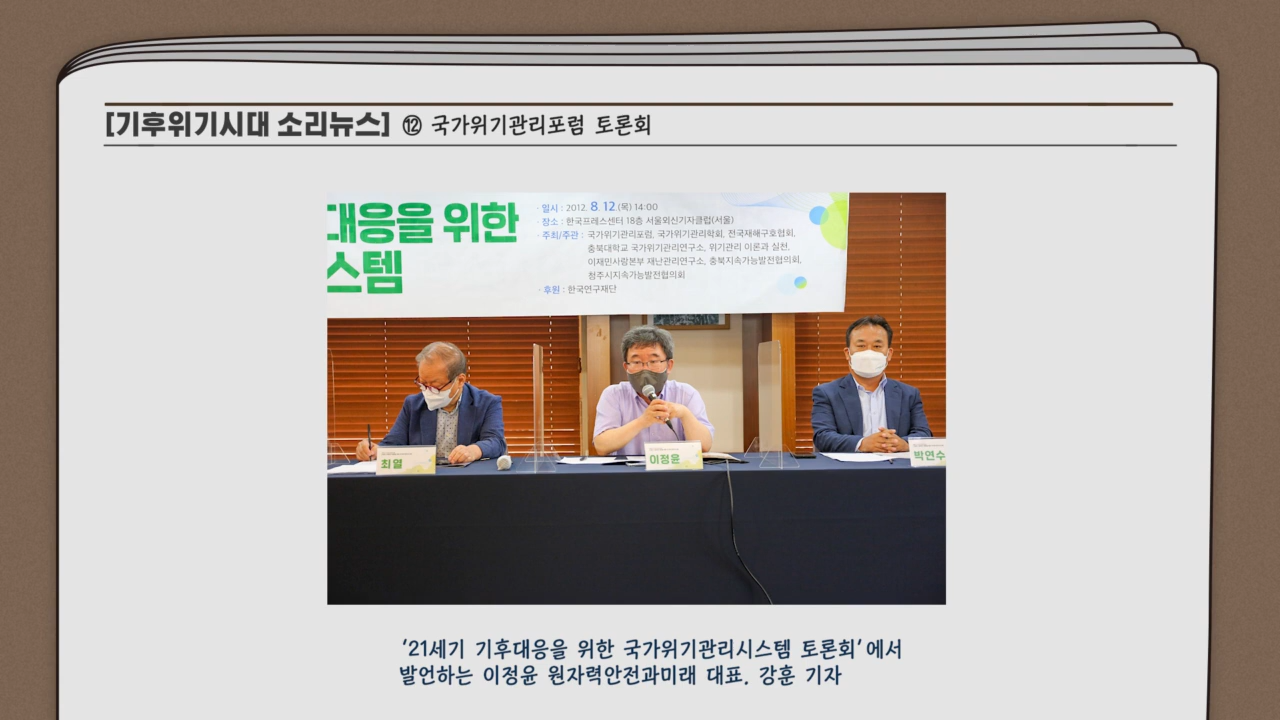 [기후위기시대 소리뉴스] ⑫ 국가위기관리포럼 토론회
대응을 위한
스템
· 일시 : 2012. 8. 12.(목) 14:00
· 장소 : 한국프레스센터 18층 서울외신기자클럽(서울)
· 주최/주관 : 국가위기관리포럼, 국가위기관리학회, 전국재해구호협회,
충북대학교 국가위기관리연구소, 위기관리 이론과 실천,
이재민사랑본부 재난관리연구소, 충북지속가능발전협의회,
청주시지속가능발전협의회
· 후원 : 한국연구재단
최열
이정윤
박연수
‘21세기 기후대응을 위한 국가위기관리시스템 토론회’에서
발언하는 이정윤 원자력안전과미래 대표. 강훈 기자